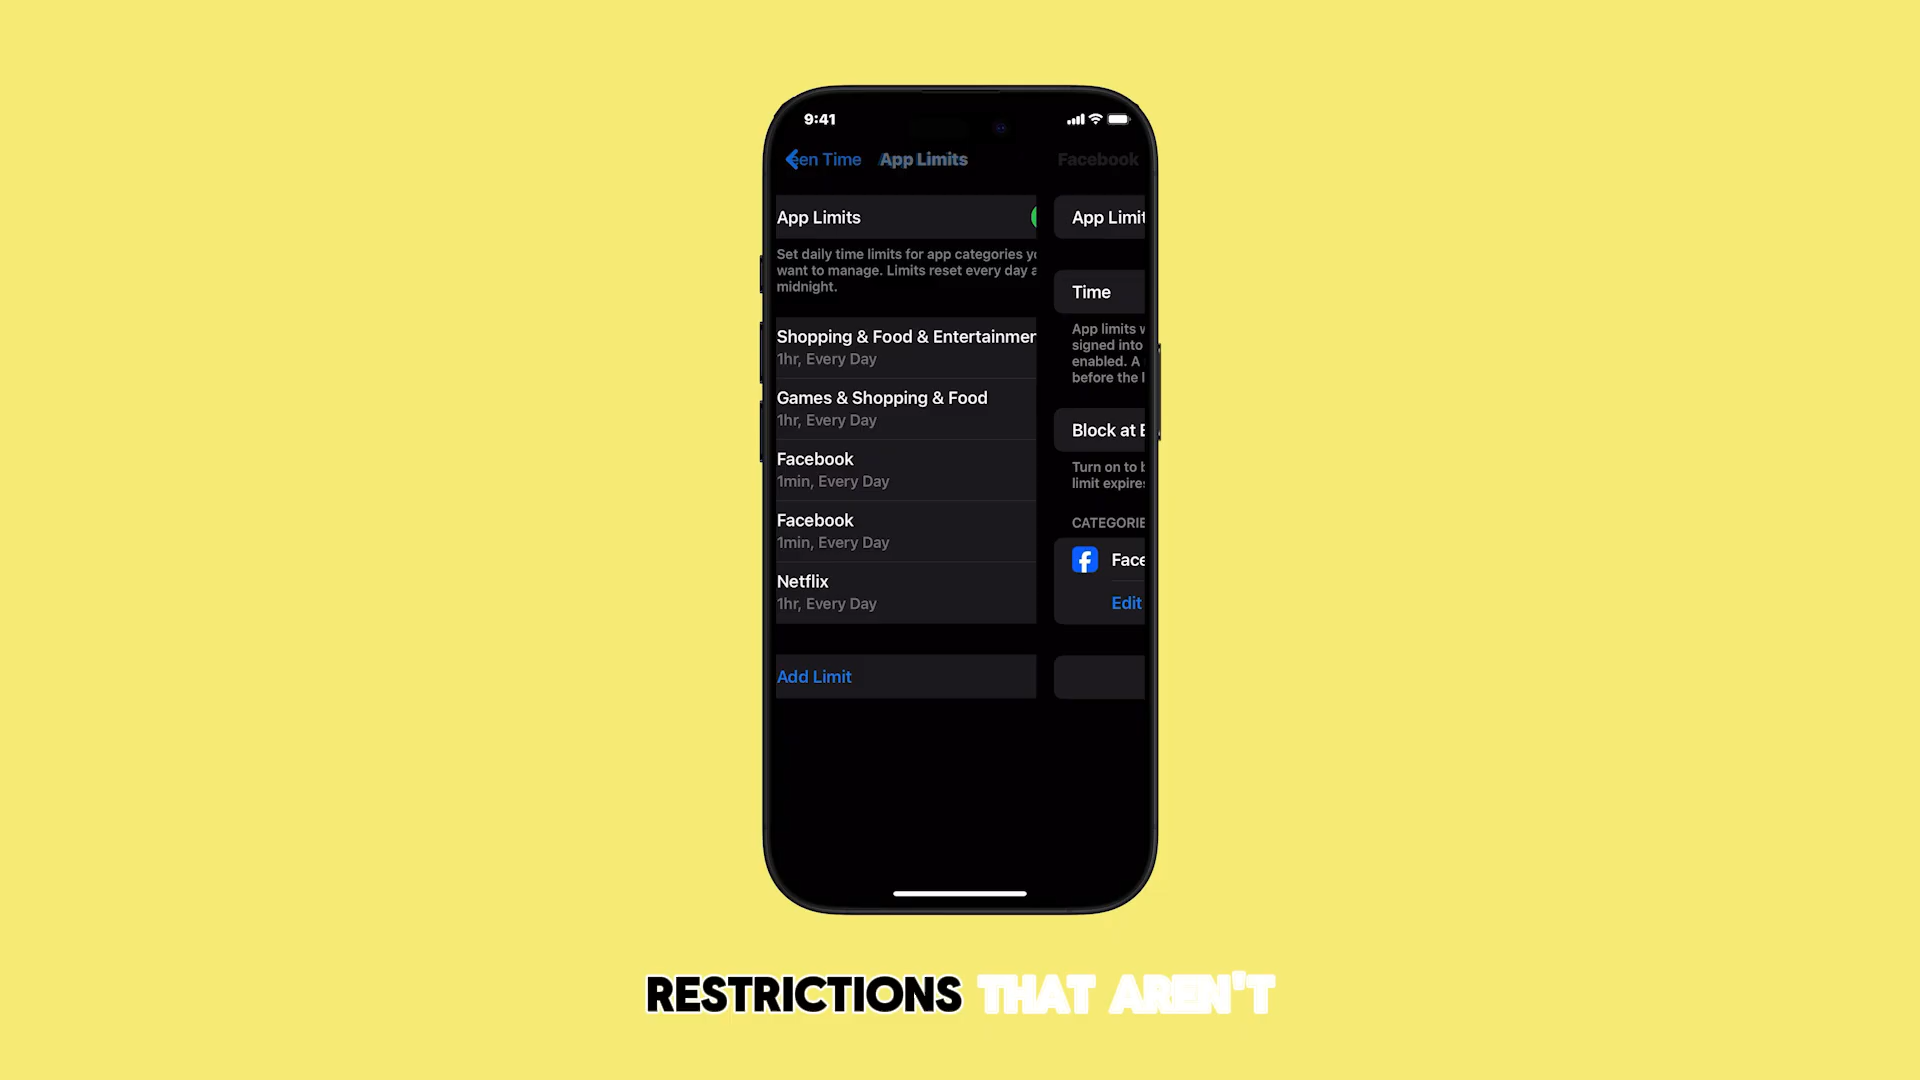 9:41
een Time App Limits Facebook
App Limits
Set daily time limits for app categories yo
want to manage. Limits reset every day a
midnight.
Shopping & Food & Entertainmen
1hr, Every Day
Games & Shopping & Food
1hr, Every Day
Facebook
1min, Every Day
Facebook
1min, Every Day
Netflix
1hr, Every Day
Add Limit
App Limit
Time
App limits w
signed into
enabled. A
before the l
Block at E
Turn on to b
limit expires
CATEGORIE
Face
Edit
RESTRICTIONS THAT AREN'T